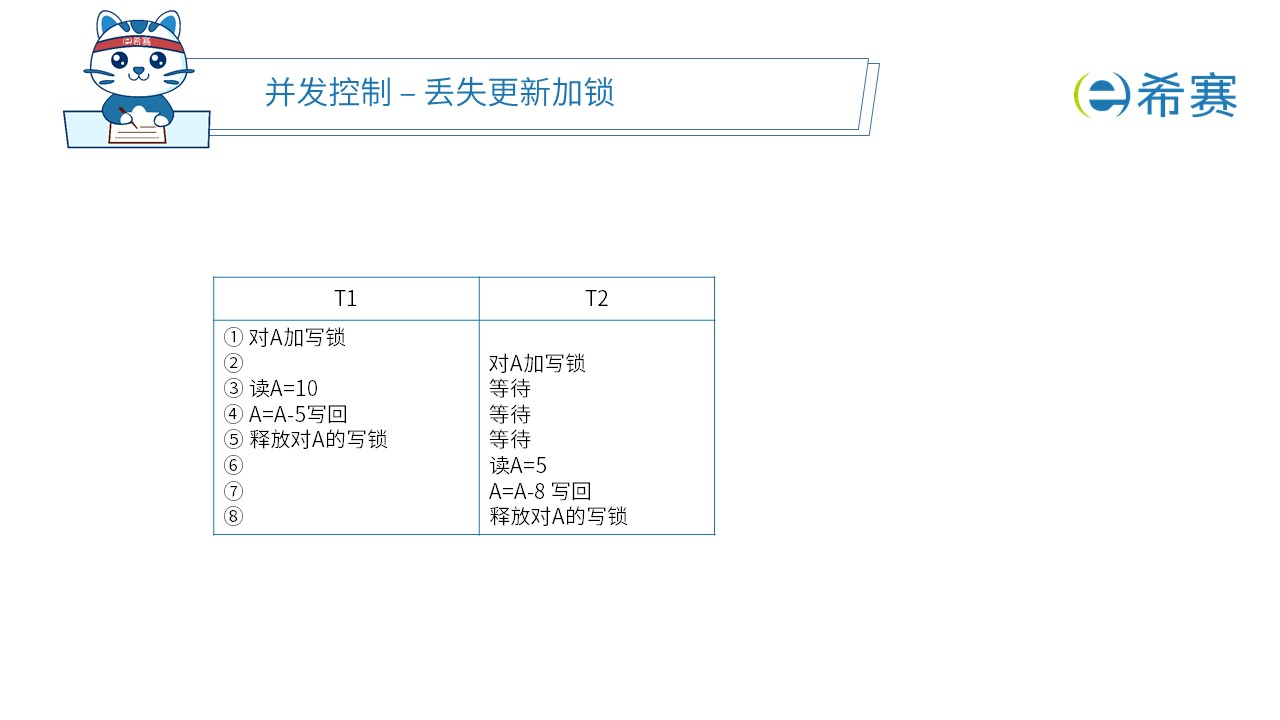 希赛
并发控制 – 丢失更新加锁
希赛
T1 T2
① 对A加写锁
② 对A加写锁
③ 读A=10 等待
④ A=A-5写回 等待
⑤ 释放对A的写锁 等待
⑥ 读A=5
⑦ A=A-8 写回
⑧ 释放对A的写锁